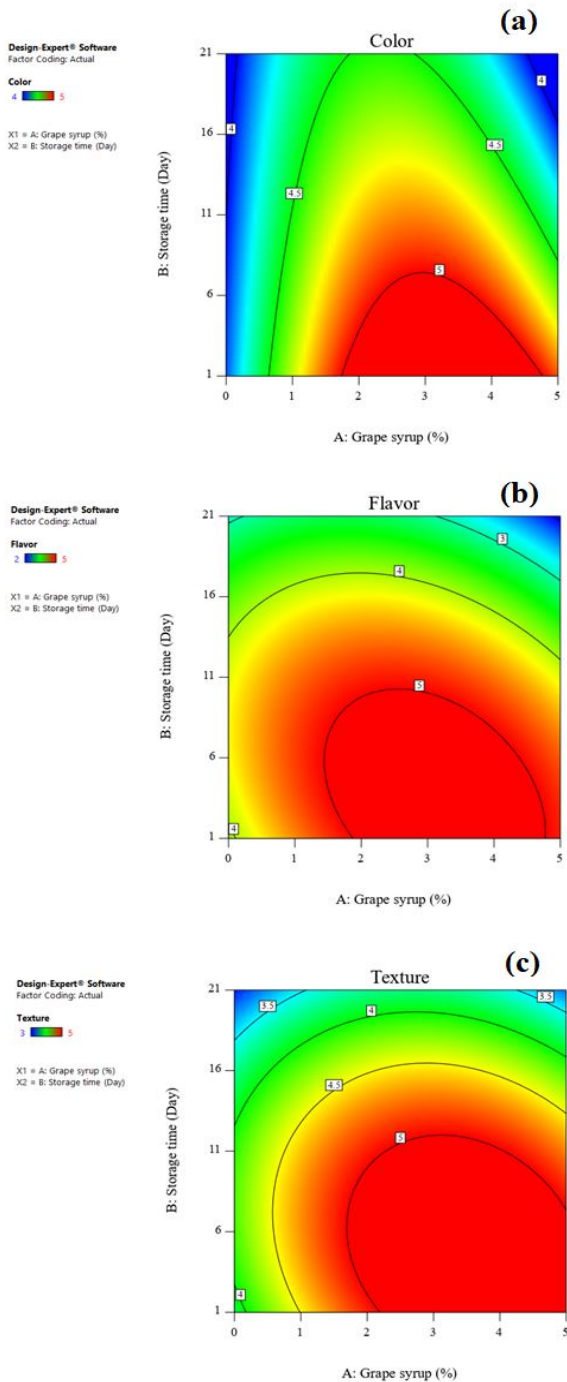 (a)
Design-Expert® Software
Factor Coding: Actual
Color
4 5
X1 = A: Grape syrup (%)
X2 = B: Storage time (Day)
Color
B: Storage time (Day)
21
16
11
6
1
4
4
4.5
4.5
5
0 1 2 3 4 5
A: Grape syrup (%)
(b)
Design-Expert® Software
Factor Coding: Actual
Flavor
2 5
X1 = A: Grape syrup (%)
X2 = B: Storage time (Day)
Flavor
B: Storage time (Day)
21
16
11
6
1
3
4
5
4
0 1 2 3 4 5
A: Grape syrup (%)
(c)
Design-Expert® Software
Factor Coding: Actual
Texture
3 5
X1 = A: Grape syrup (%)
X2 = B: Storage time (Day)
Texture
B: Storage time (Day)
21
16
11
6
1
3.5
3.5
4
4.5
5
4
0 1 2 3 4 5
A: Grape syrup (%)